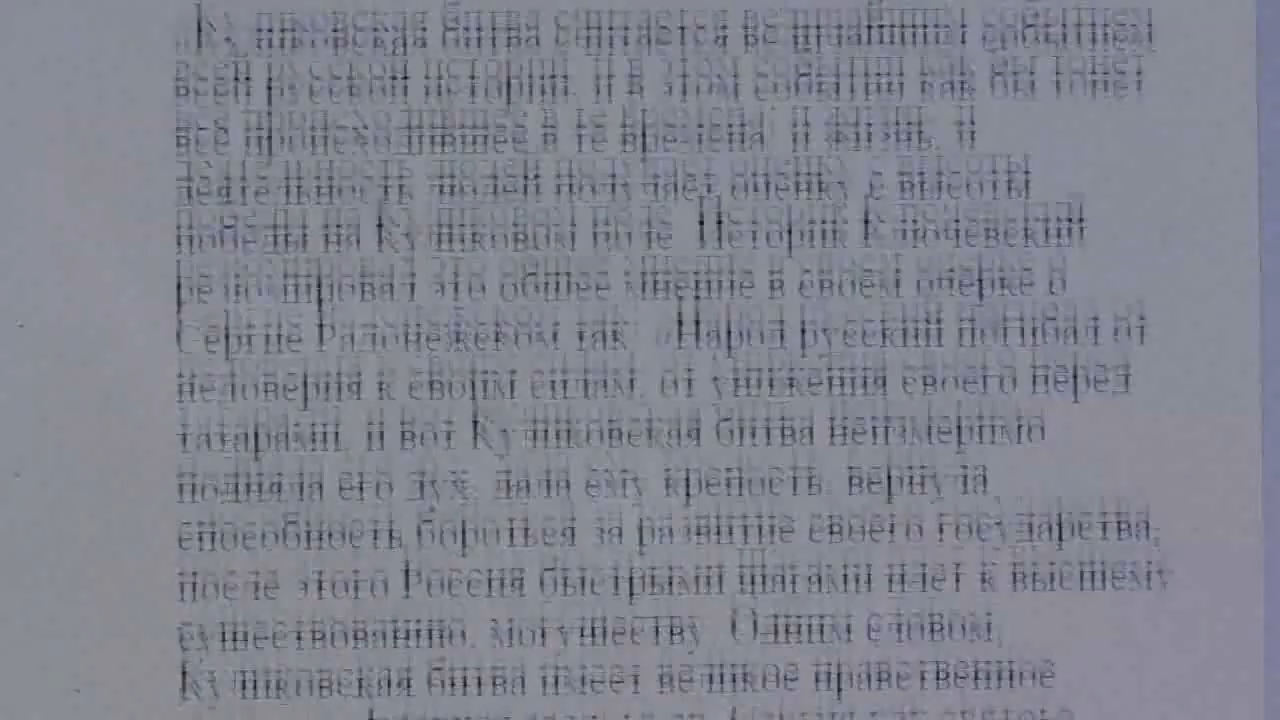 Куликовская битва считается величайшим событием
всей русской истории. И в этом событии как бы тонет
все происходившее в те времена: и жизнь, и
деятельность людей получает оценку с высоты
победы на Куликовом поле. Историк Ключевский
это общее мнение в своем очерке о
Сергие Радонежском так: «Народ русский погибал от
неверия к своим силам, от унижения своего перед
татарами, и вот Куликовская битва неизмеримо
подняла его дух, дала ему крепость, вернула
способность бороться за развитие своего государства;
после этого Россия быстрыми шагами идет к высшему
существованию, могуществу. Одним словом,
Куликовская битва имеет великое нравственное